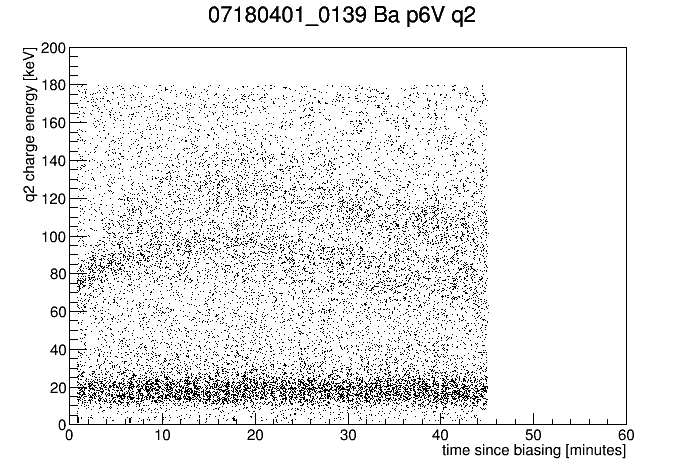 07180401_0139 Ba p6V q2
q2 charge energy [keV]
200
180
160
140
120
100
80
60
40
20
0
0 10 20 30 40 50 60
time since biasing [minutes]